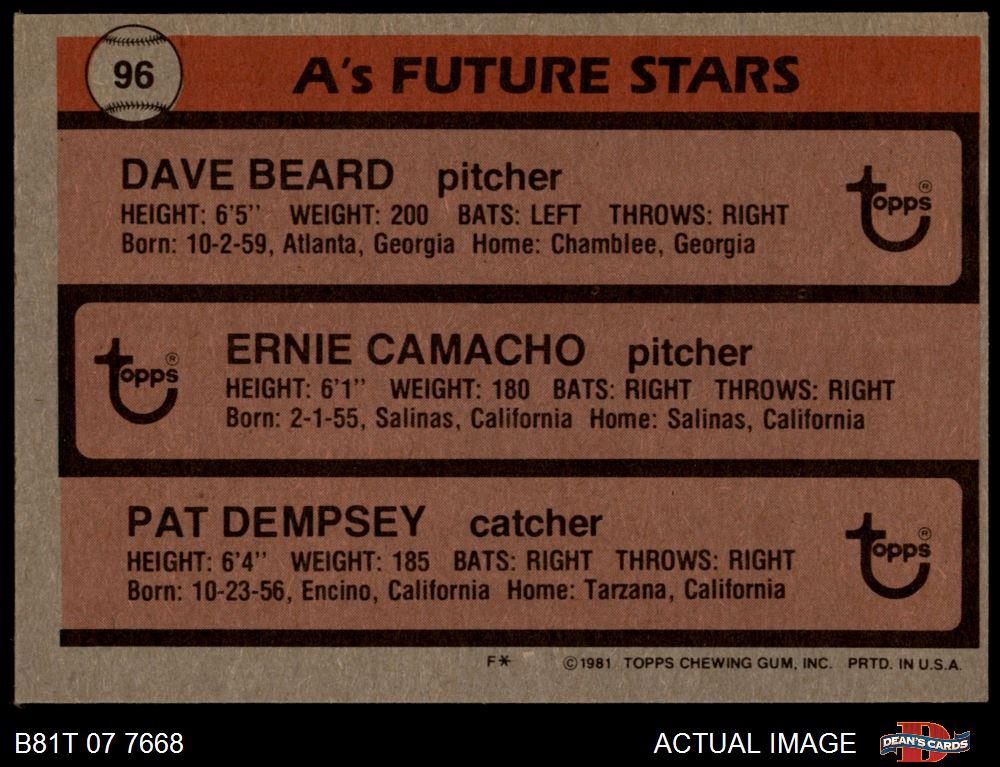 96
A's FUTURE STARS
DAVE BEARD pitcher
HEIGHT: 6'5" WEIGHT: 200 BATS: LEFT THROWS: RIGHT
Born: 10-2-59, Atlanta, Georgia Home: Chamblee, Georgia
topps ®
ERNIE CAMACHO pitcher
HEIGHT: 6'1" WEIGHT: 180 BATS: RIGHT THROWS: RIGHT
Born: 2-1-55, Salinas, California Home: Salinas, California
topps ®
PAT DEMPSEY catcher
HEIGHT: 6'4" WEIGHT: 185 BATS: RIGHT THROWS: RIGHT
Born: 10-23-56, Encino, California Home: Tarzana, California
topps ®
F* ©1981 TOPPS CHEWING GUM, INC. PRTD. IN U.S.A.
B81T 07 7668
ACTUAL IMAGE
D
DEAN'S CARDS